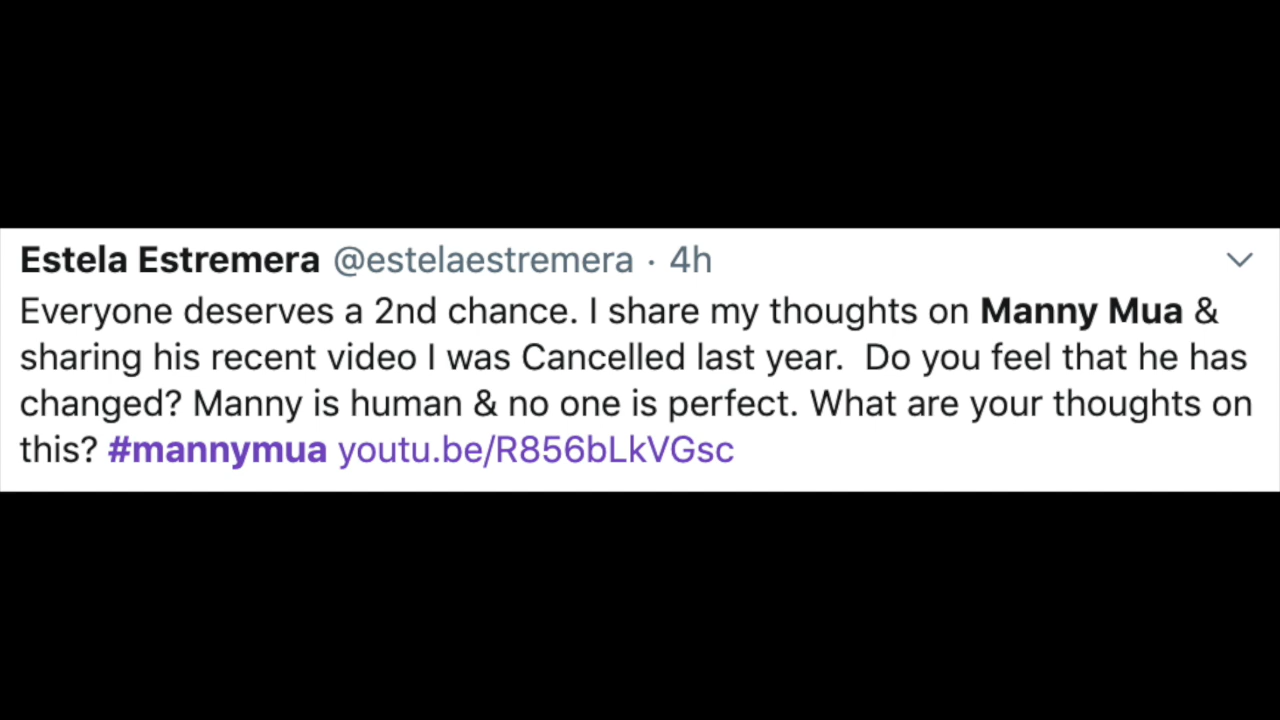 Estela Estremera @estelaestremera · 4h
Everyone deserves a 2nd chance. I share my thoughts on Manny Mua &
sharing his recent video I was Cancelled last year.  Do you feel that he has
changed? Manny is human & no one is perfect. What are your thoughts on
this? #mannymua youtu.be/R856bLkVGsc